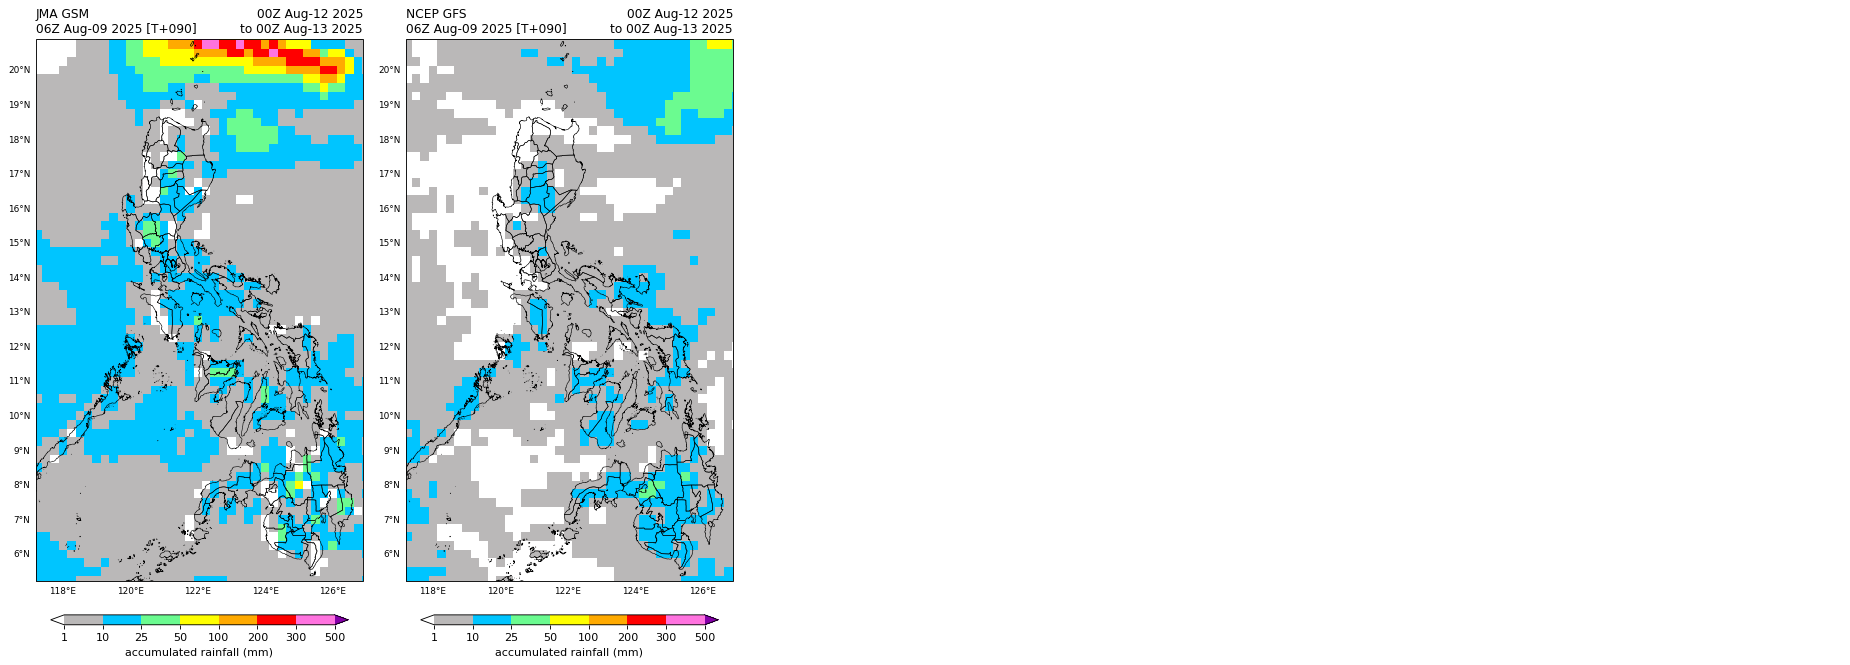 JMA GSM
00Z Aug-12 2025
06Z Aug-09 2025 [T+090]
to 00Z Aug-13 2025
20°N
19°N
18°N
17°N
16°N
15°N
14°N
13°N
12°N
11°N
10°N
9°N
8°N
7°N
6°N
118°E
120°E
122°E
124°E
126°E
1
10
25
50
100
200
300
500
accumulated rainfall (mm)
NCEP GFS
00Z Aug-12 2025
06Z Aug-09 2025 [T+090]
to 00Z Aug-13 2025
20°N
19°N
18°N
17°N
16°N
15°N
14°N
13°N
12°N
11°N
10°N
9°N
8°N
7°N
6°N
118°E
120°E
122°E
124°E
126°E
1
10
25
50
100
200
300
500
accumulated rainfall (mm)